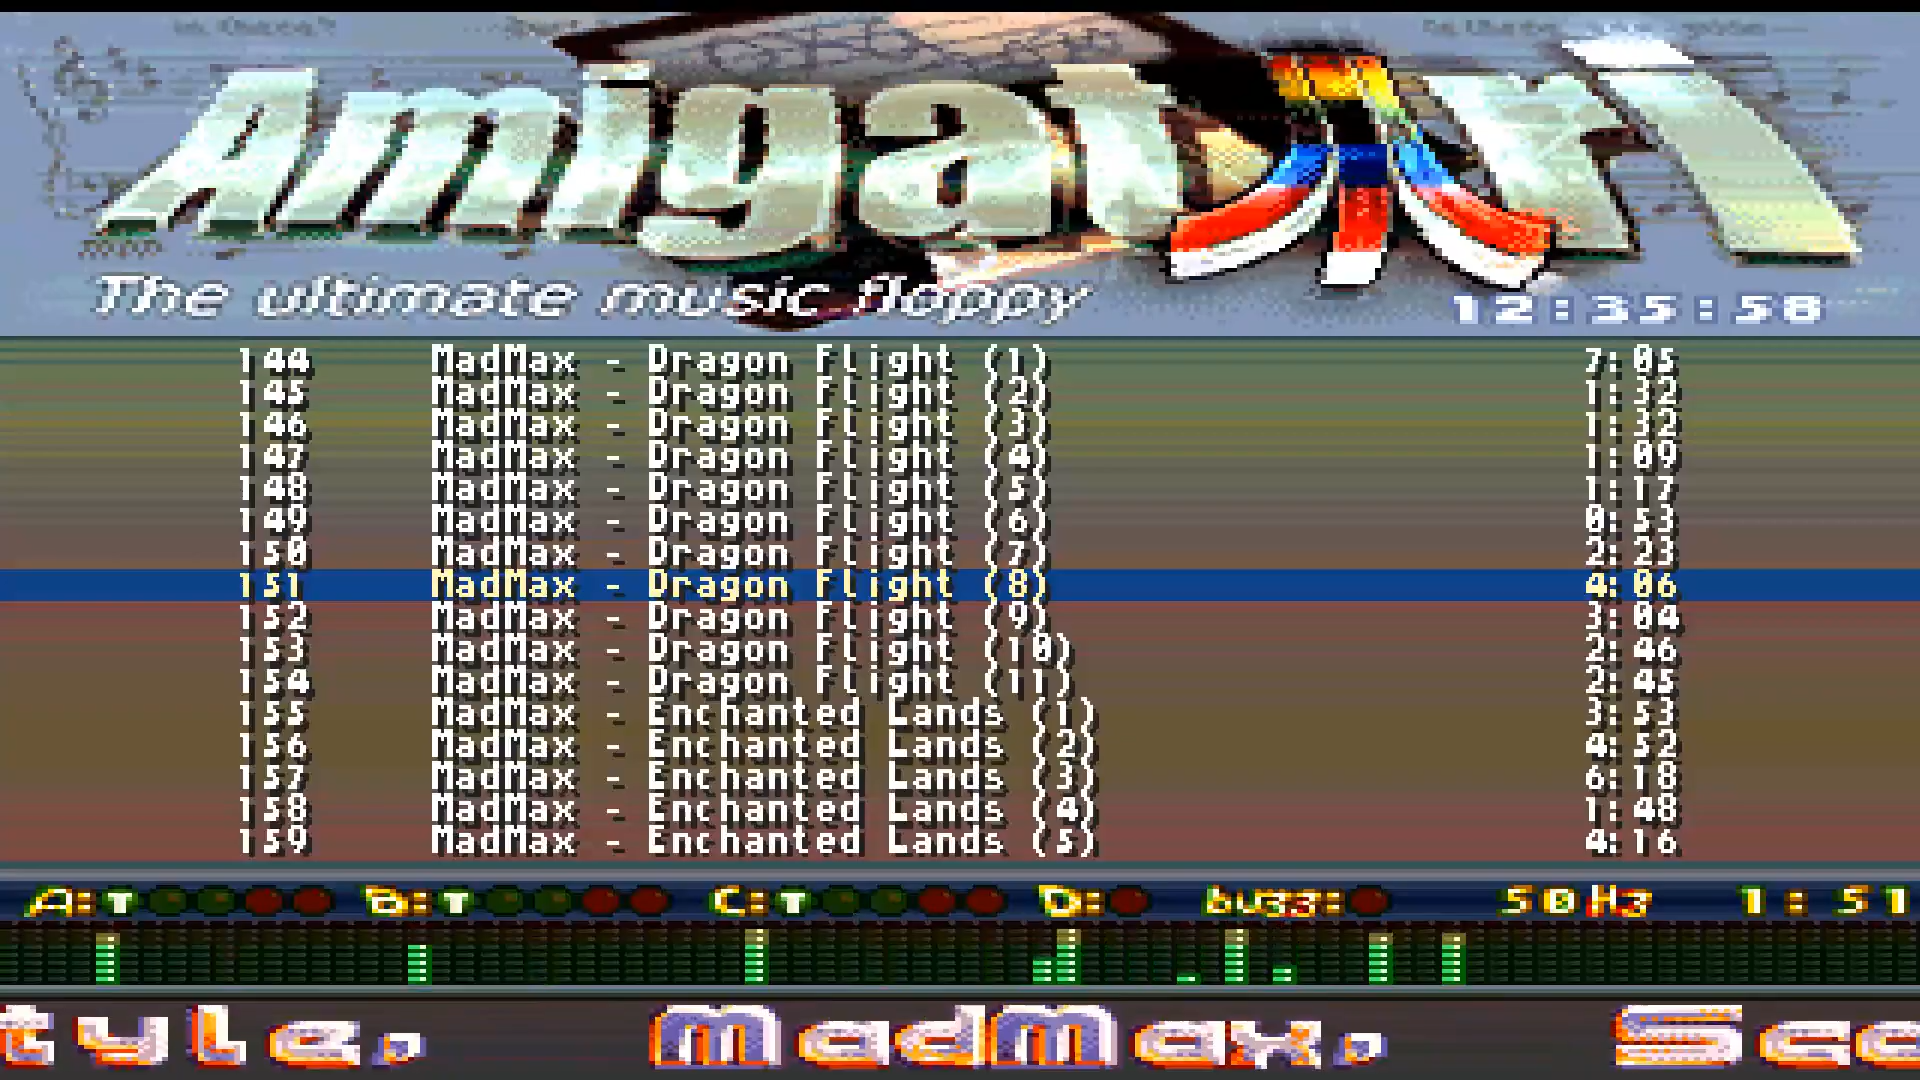 Amigatari
The ultimate music floppy
12:35:58
144 MadMax - Dragon Flight (1) 7:05
145 MadMax - Dragon Flight (2) 1:32
146 MadMax - Dragon Flight (3) 1:32
147 MadMax - Dragon Flight (4) 1:09
148 MadMax - Dragon Flight (5) 1:17
149 MadMax - Dragon Flight (6) 0:53
150 MadMax - Dragon Flight (7) 2:23
151 MadMax - Dragon Flight (8) 4:06
152 MadMax - Dragon Flight (9) 3:04
153 MadMax - Dragon Flight (10) 2:46
154 MadMax - Dragon Flight (11) 2:45
155 MadMax - Enchanted Lands (1) 3:53
156 MadMax - Enchanted Lands (2) 4:52
157 MadMax - Enchanted Lands (3) 6:18
158 MadMax - Enchanted Lands (4) 1:48
159 MadMax - Enchanted Lands (5) 4:16
A:T B:T C:T D: buzz: 50Hz 1:51
tyle, MadMax, Sco